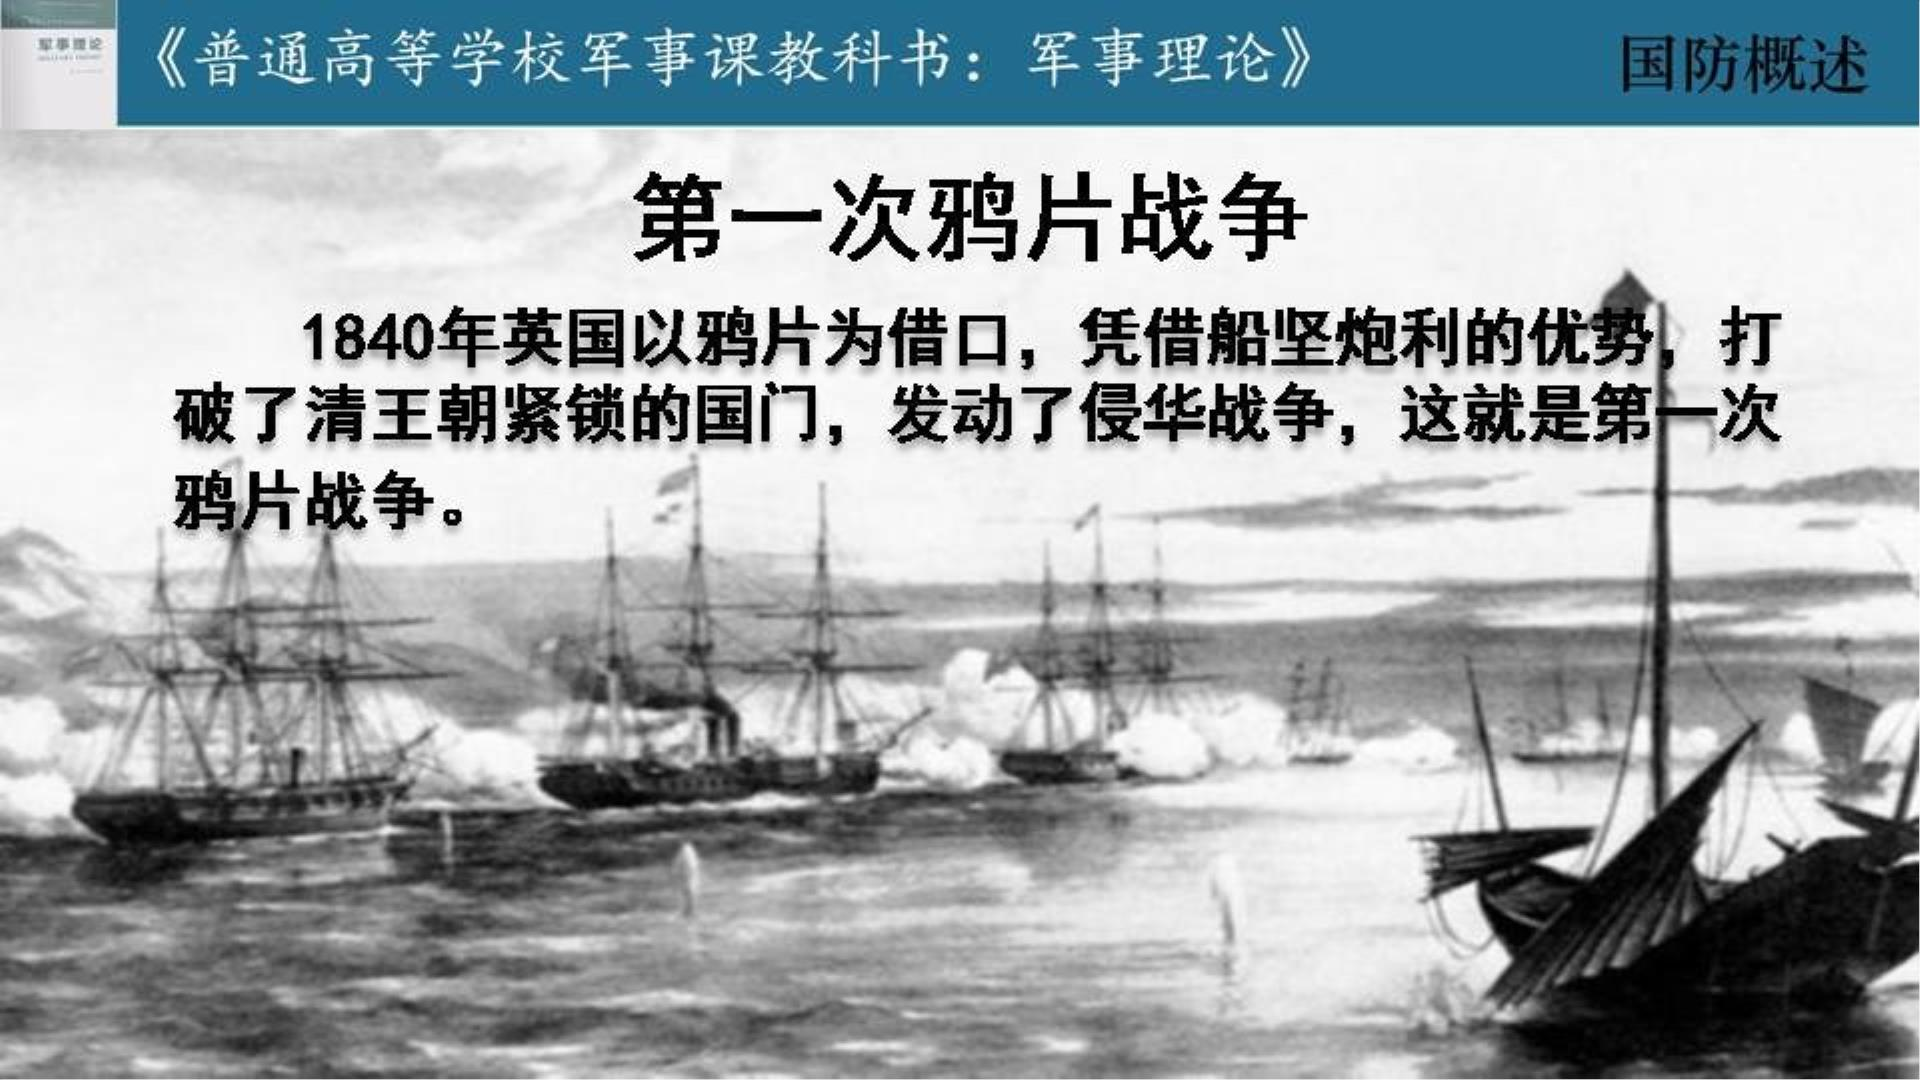 军事理论
《普通高等学校军事课教科书：军事理论》
国防概述
第一次鸦片战争
1840年英国以鸦片为借口，凭借船坚炮利的优势，打
破了清王朝紧锁的国门，发动了侵华战争，这就是第一次
鸦片战争。